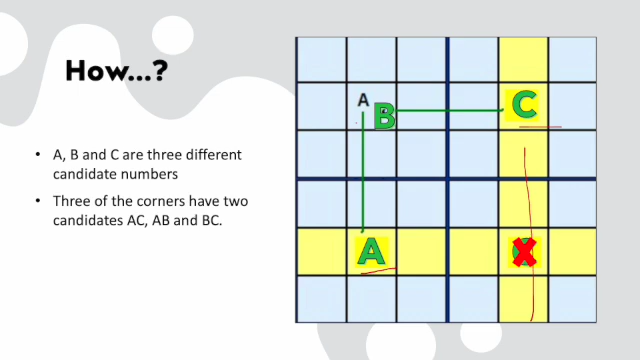 How...?
• A, B and C are three different
candidate numbers
• Three of the corners have two
candidates AC, AB and BC.
A
B
C
A